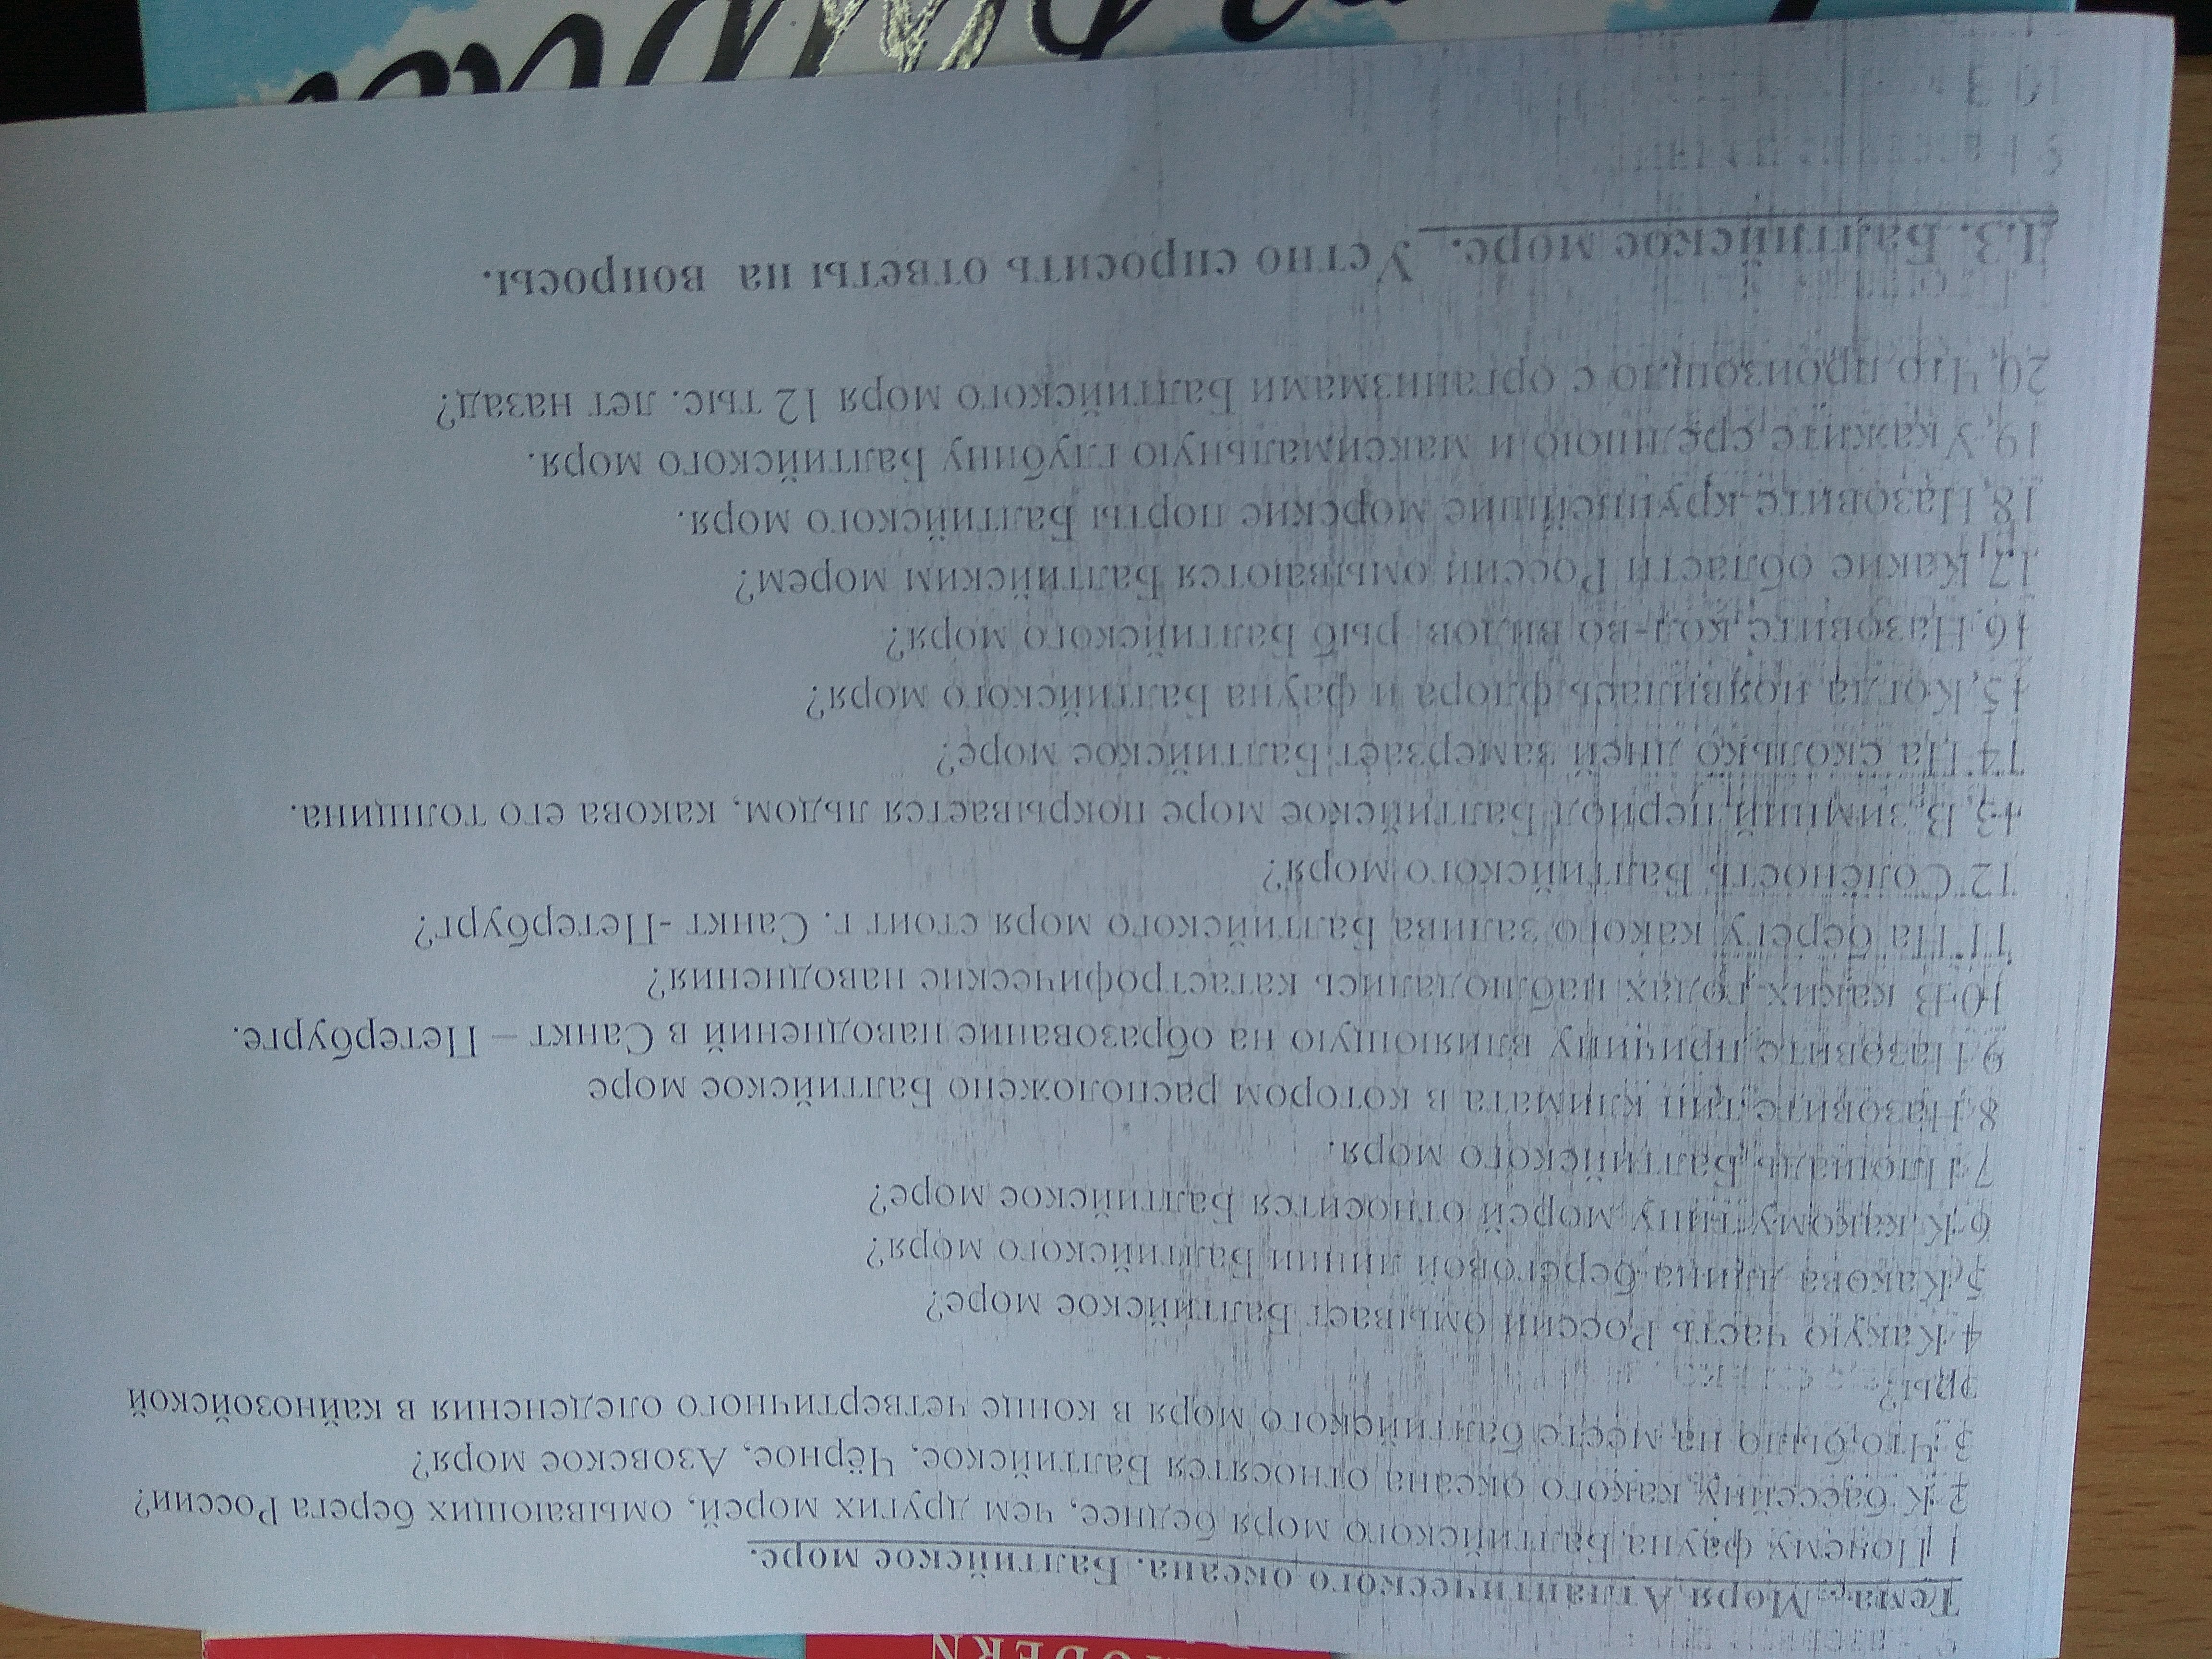 Тема. Моря Атлантического океана. Балтийское море.
1 Почему фауна Балтийского моря беднее, чем других морей, омывающих берега России?
2 К бассейну какого океана относятся Балтийское, Чёрное, Азовское моря?
3 Что было на месте балтийского моря в конце четвертичного оледенения в кайнозойской
эры?
4 Какую часть России омывает Балтийское море?
5 Какова длина береговой линии Балтийского моря?
6 К какому типу морей относится Балтийское море?
7 Площадь Балтийского моря.
8 Назовите тип климата в котором расположено Балтийское море
9 Назовите причину влияющую на образование наводнений в Санкт – Петербурге.
10 В каких годах наблюдались катастрофические наводнения?
11 На берегу какого залива Балтийского моря стоит г. Санкт -Петербург?
12 Солёность Балтийского моря?
13. В зимний период Балтийское море покрывается льдом, какова его толщина.
14 На сколько дней замерзает Балтийское море?
15. Когда появилась флора и фауна Балтийского моря?
16. Назовите кол-во видов рыб Балтийского моря?
17. Какие области России омываются Балтийским морем?
18. Назовите крупнейшие морские порты Балтийского моря.
19. Укажите среднюю и максимальную глубину Балтийского моря.
20. Что произошло с организмами Балтийского моря 12 тыс. лет назад?
Д.З. Балтийское море. Устно спросить ответы на вопросы.
MODERN